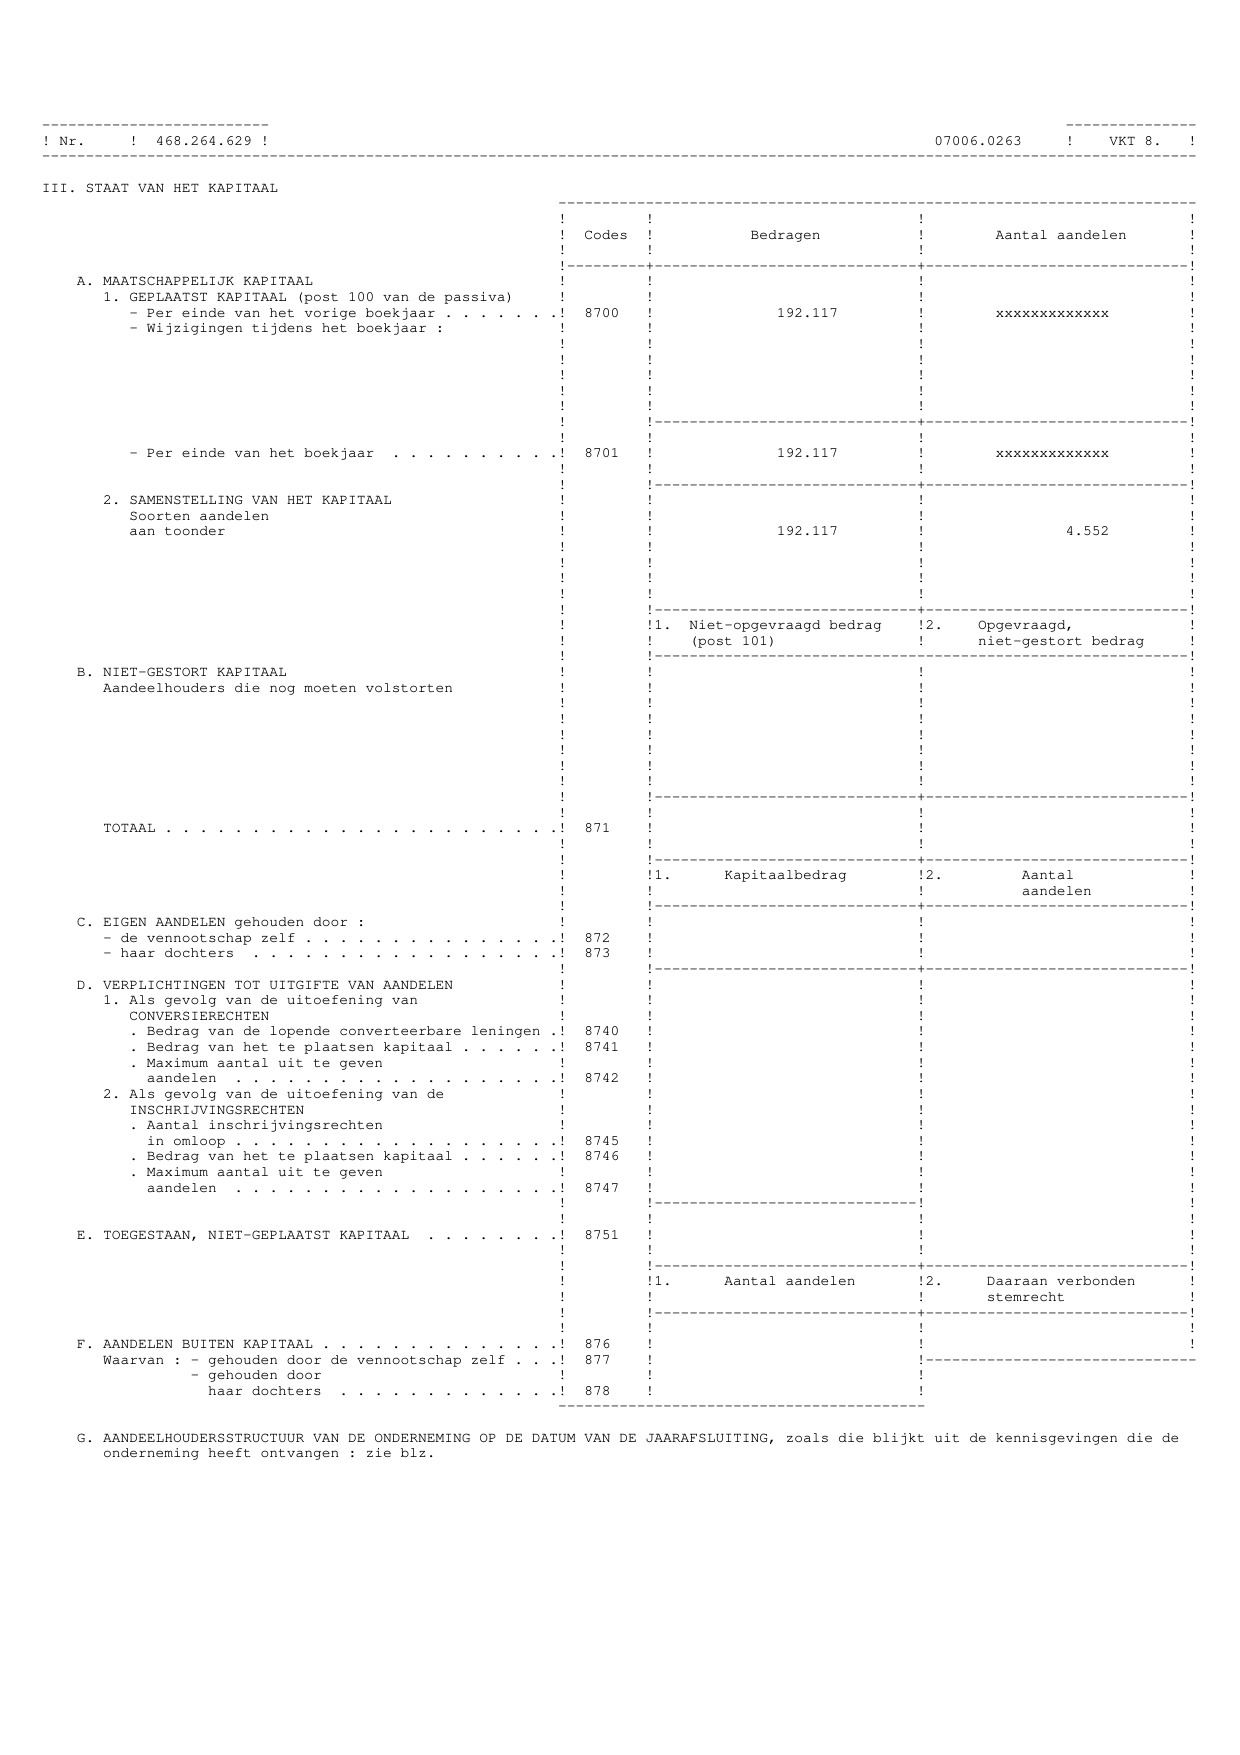 ! Nr. ! 468.264.629 ! 07006.0263 ! VKT 8. !
III. STAAT VAN HET KAPITAAL
! Codes ! Bedragen ! Aantal aandelen !
A. MAATSCHAPPELIJK KAPITAAL
1. GEPLAATST KAPITAAL (post 100 van de passiva)
- Per einde van het vorige boekjaar . . . . . . .! 8700 ! 192.117 ! xxxxxxxxxxxxx !
- Wijzigingen tijdens het boekjaar :
- Per einde van het boekjaar . . . . . . . . . .! 8701 ! 192.117 ! xxxxxxxxxxxxx !
2. SAMENSTELLING VAN HET KAPITAAL
Soorten aandelen
aan toonder ! ! 192.117 ! 4.552 !
!1. Niet-opgevraagd bedrag !2. Opgevraagd, !
! (post 101) ! niet-gestort bedrag !
B. NIET-GESTORT KAPITAAL
Aandeelhouders die nog moeten volstorten
TOTAAL . . . . . . . . . . . . . . . . . . . . . . .! 871
!1. Kapitaalbedrag !2. Aantal !
! ! aandelen !
C. EIGEN AANDELEN gehouden door :
- de vennootschap zelf . . . . . . . . . . . . . . .! 872
- haar dochters . . . . . . . . . . . . . . . . . .! 873
D. VERPLICHTINGEN TOT UITGIFTE VAN AANDELEN
1. Als gevolg van de uitoefening van
CONVERSIERECHTEN
. Bedrag van de lopende converteerbare leningen .! 8740
. Bedrag van het te plaatsen kapitaal . . . . . .! 8741
. Maximum aantal uit te geven
aandelen . . . . . . . . . . . . . . . . . . .! 8742
2. Als gevolg van de uitoefening van de
INSCHRIJVINGSRECHTEN
. Aantal inschrijvingsrechten
in omloop . . . . . . . . . . . . . . . . . . .! 8745
. Bedrag van het te plaatsen kapitaal . . . . . .! 8746
. Maximum aantal uit te geven
aandelen . . . . . . . . . . . . . . . . . . .! 8747
E. TOEGESTAAN, NIET-GEPLAATST KAPITAAL . . . . . . . .! 8751
!1. Aantal aandelen !2. Daaraan verbonden !
! ! stemrecht !
F. AANDELEN BUITEN KAPITAAL . . . . . . . . . . . . . .! 876
Waarvan : - gehouden door de vennootschap zelf . . .! 877
- gehouden door
haar dochters . . . . . . . . . . . . .! 878
G. AANDEELHOUDERSSTRUCTUUR VAN DE ONDERNEMING OP DE DATUM VAN DE JAARAFSLUITING, zoals die blijkt uit de kennisgevingen die de
onderneming heeft ontvangen : zie blz.